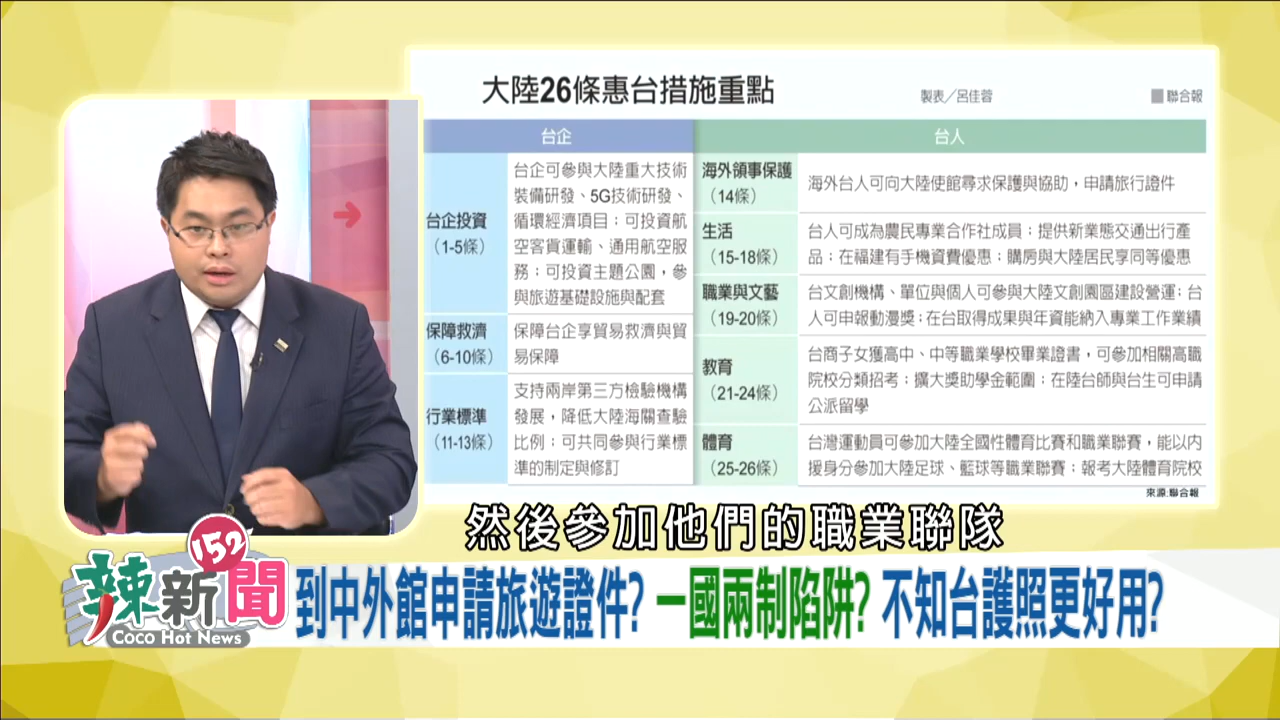 大陸26條惠台措施重點
製表／呂佳蓉
聯合報
台企
台人
台企投資
(1-5條)
台企可參與大陸重大技術
裝備研發、5G技術研發、
循環經濟項目；可投資航
空客貨運輸、通用航空服
務；可投資主題公園，參
與旅遊基礎設施與配套
保障救濟
(6-10條)
保障台企享貿易救濟與貿
易保障
行業標準
(11-13條)
支持兩岸第三方檢驗機構
發展，降低大陸海關查驗
比例；可共同參與行業標
準的制定與修訂
海外領事保護
(14條)
海外台人可向大陸使館尋求保護與協助，申請旅行證件
生活
(15-18條)
台人可成為農民專業合作社成員；提供新業態交通出行產
品；在福建有手機資費優惠；購房與大陸居民享同等優惠
職業與文藝
(19-20條)
台文創機構、單位與個人可參與大陸文創園區建設營運；台
人可申報動漫獎；在台取得成果與年資能納入專業工作業績
教育
(21-24條)
台商子女獲高中、中等職業學校畢業證書，可參加相關高職
院校分類招考；擴大獎助學金範圍；在陸台師與台生可申請
公派留學
體育
(25-26條)
台灣運動員可參加大陸全國性體育比賽和職業聯賽，能以內
援身分參加大陸足球、籃球等職業聯賽；報考大陸體育院校
來源:聯合報
然後參加他們的職業聯隊
152
辣新聞
Coco Hot News
到中外館申請旅遊證件? 一國兩制陷阱? 不知台護照更好用?